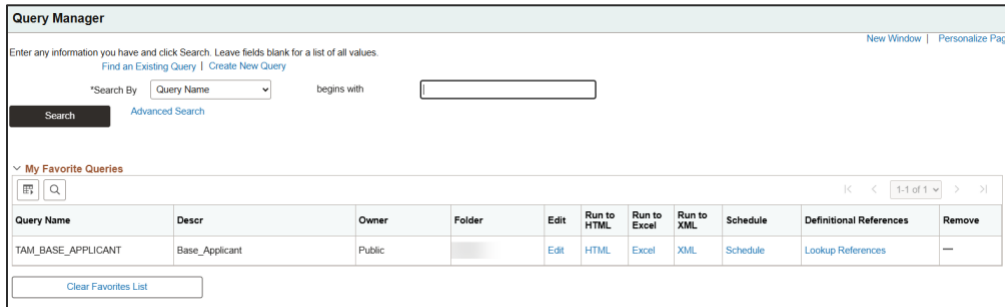 Query Manager
New Window | Personalize Pag
Enter any information you have and click Search. Leave fields blank for a list of all values.
Find an Existing Query | Create New Query
*Search By Query Name begins with
Search Advanced Search
My Favorite Queries
1-1 of 1
Query Name Descr Owner Folder Edit Run to HTML Run to Excel Run to XML Schedule Definitional References Remove
TAM_BASE_APPLICANT Base_Applicant Public Edit HTML Excel XML Schedule Lookup References
Clear Favorites List